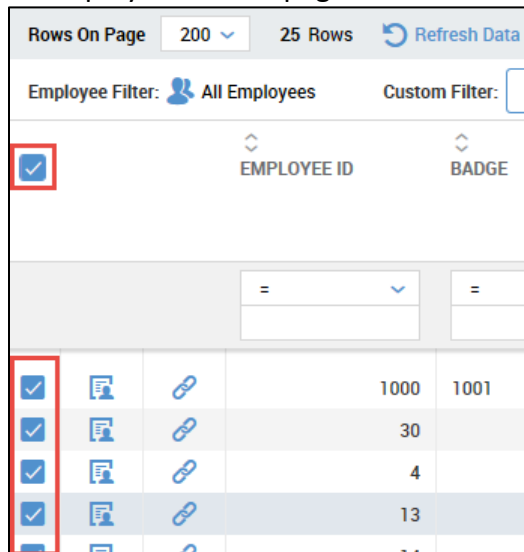 Rows On Page 200 25 Rows Refresh Data
Employee Filter: All Employees Custom Filter:
EMPLOYEE ID BADGE
= =
1000 1001
30
4
13